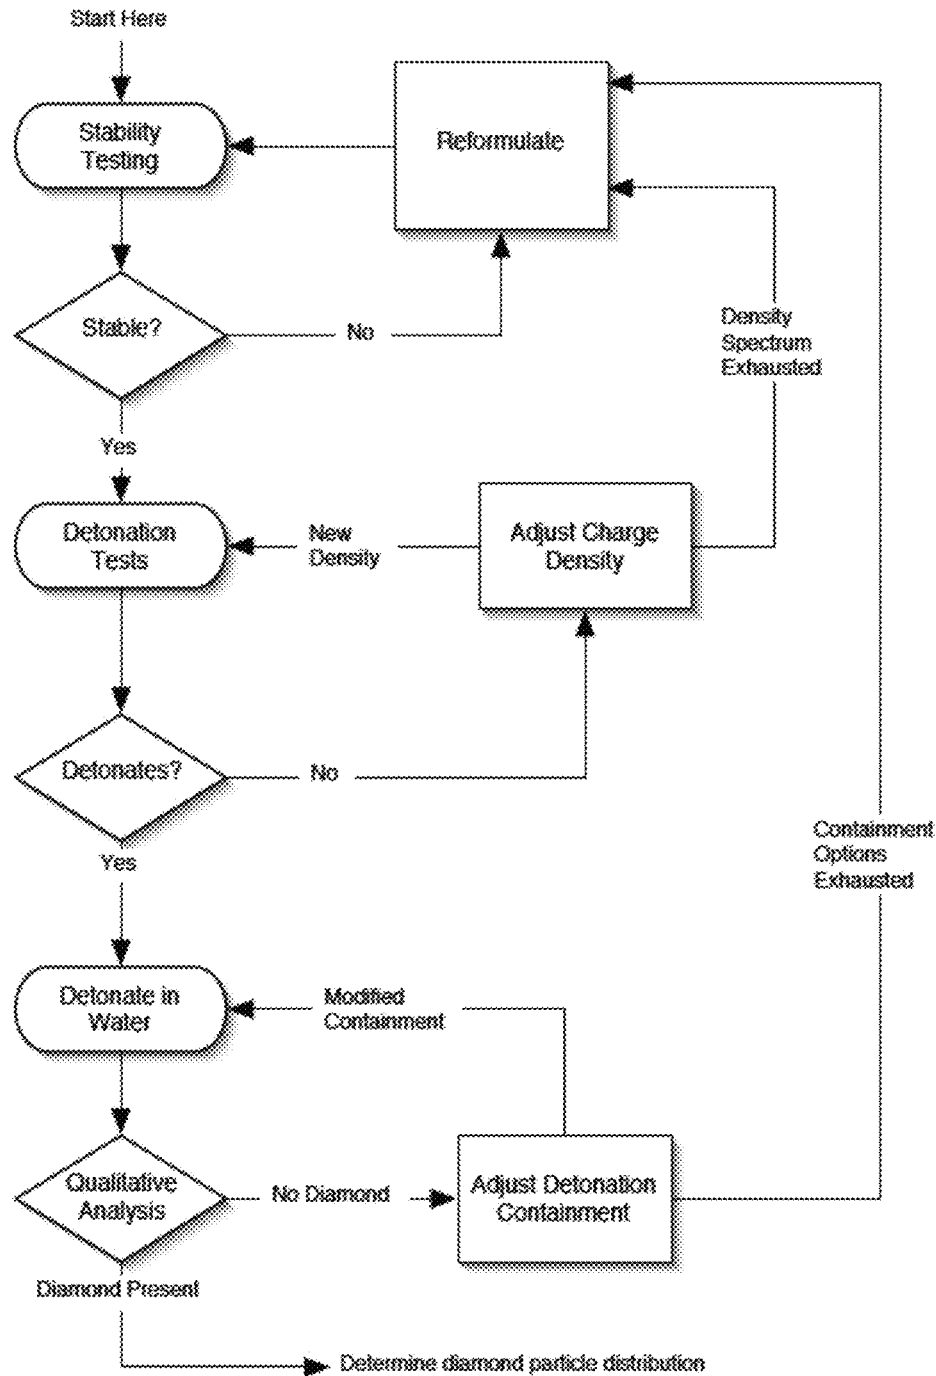 Start Here
Stability
Testing
Reformulate
Stable?
No
Density
Spectrum
Exhausted
Yes
Detonation
Tests
New
Density
Adjust Charge
Density
Detonates?
No
Yes
Containment
Options
Exhausted
Detonate in
Water
Modified
Containment
Qualitative
Analysis
No Diamond
Adjust Detonation
Containment
Diamond Present
Determine diamond particle distribution